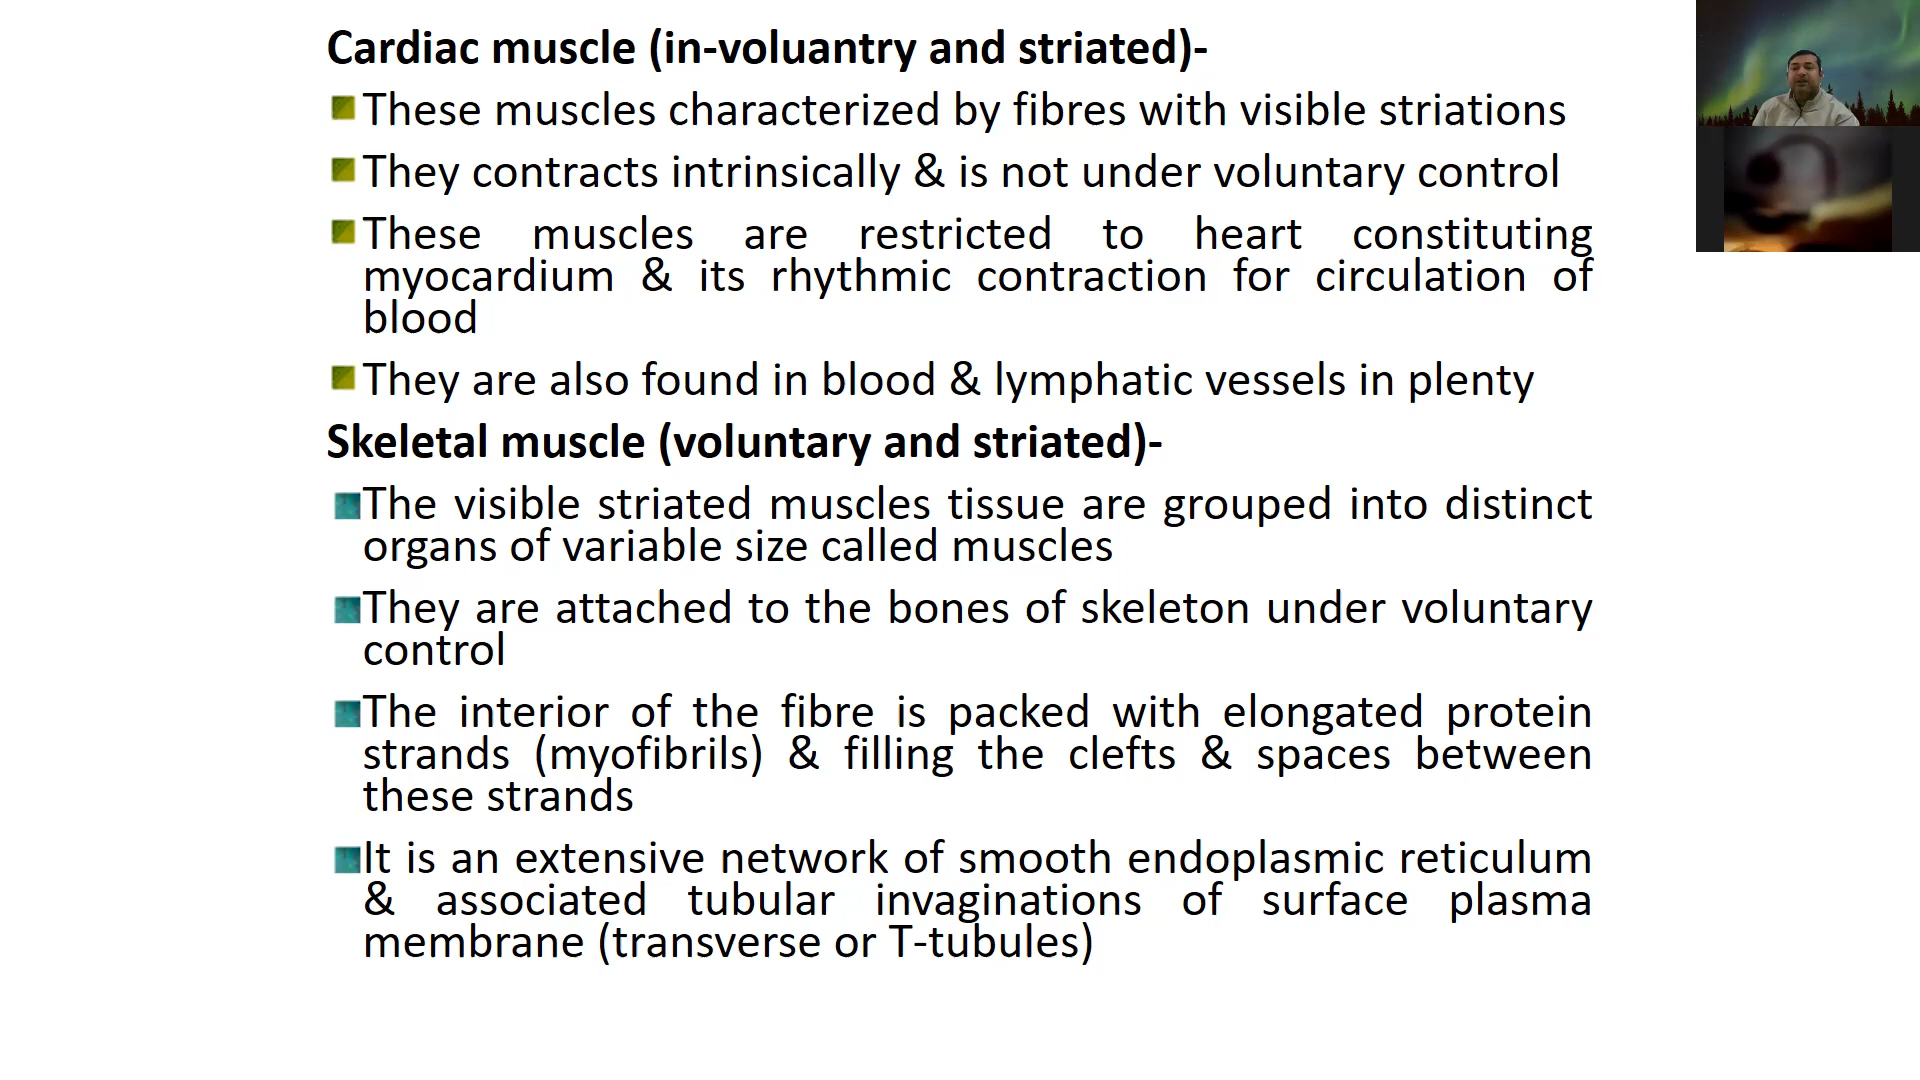 Cardiac muscle (in-voluantry and striated)-
These muscles characterized by fibres with visible striations
They contracts intrinsically & is not under voluntary control
These muscles are restricted to heart constituting
myocardium & its rhythmic contraction for circulation of
blood
They are also found in blood & lymphatic vessels in plenty
Skeletal muscle (voluntary and striated)-
The visible striated muscles tissue are grouped into distinct
organs of variable size called muscles
They are attached to the bones of skeleton under voluntary
control
The interior of the fibre is packed with elongated protein
strands (myofibrils) & filling the clefts & spaces between
these strands
It is an extensive network of smooth endoplasmic reticulum
& associated tubular invaginations of surface plasma
membrane (transverse or T-tubules)